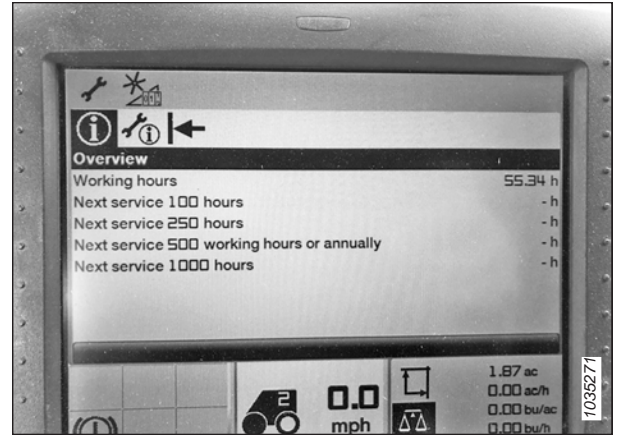 Overview
Working hours 55.34 h
Next service 100 hours - h
Next service 250 hours - h
Next service 500 working hours or annually - h
Next service 1000 hours - h
2
0.0
mph
1.87 ac
0.00 ac/h
0.00 bu/ac
0.00 bu/h
1035271